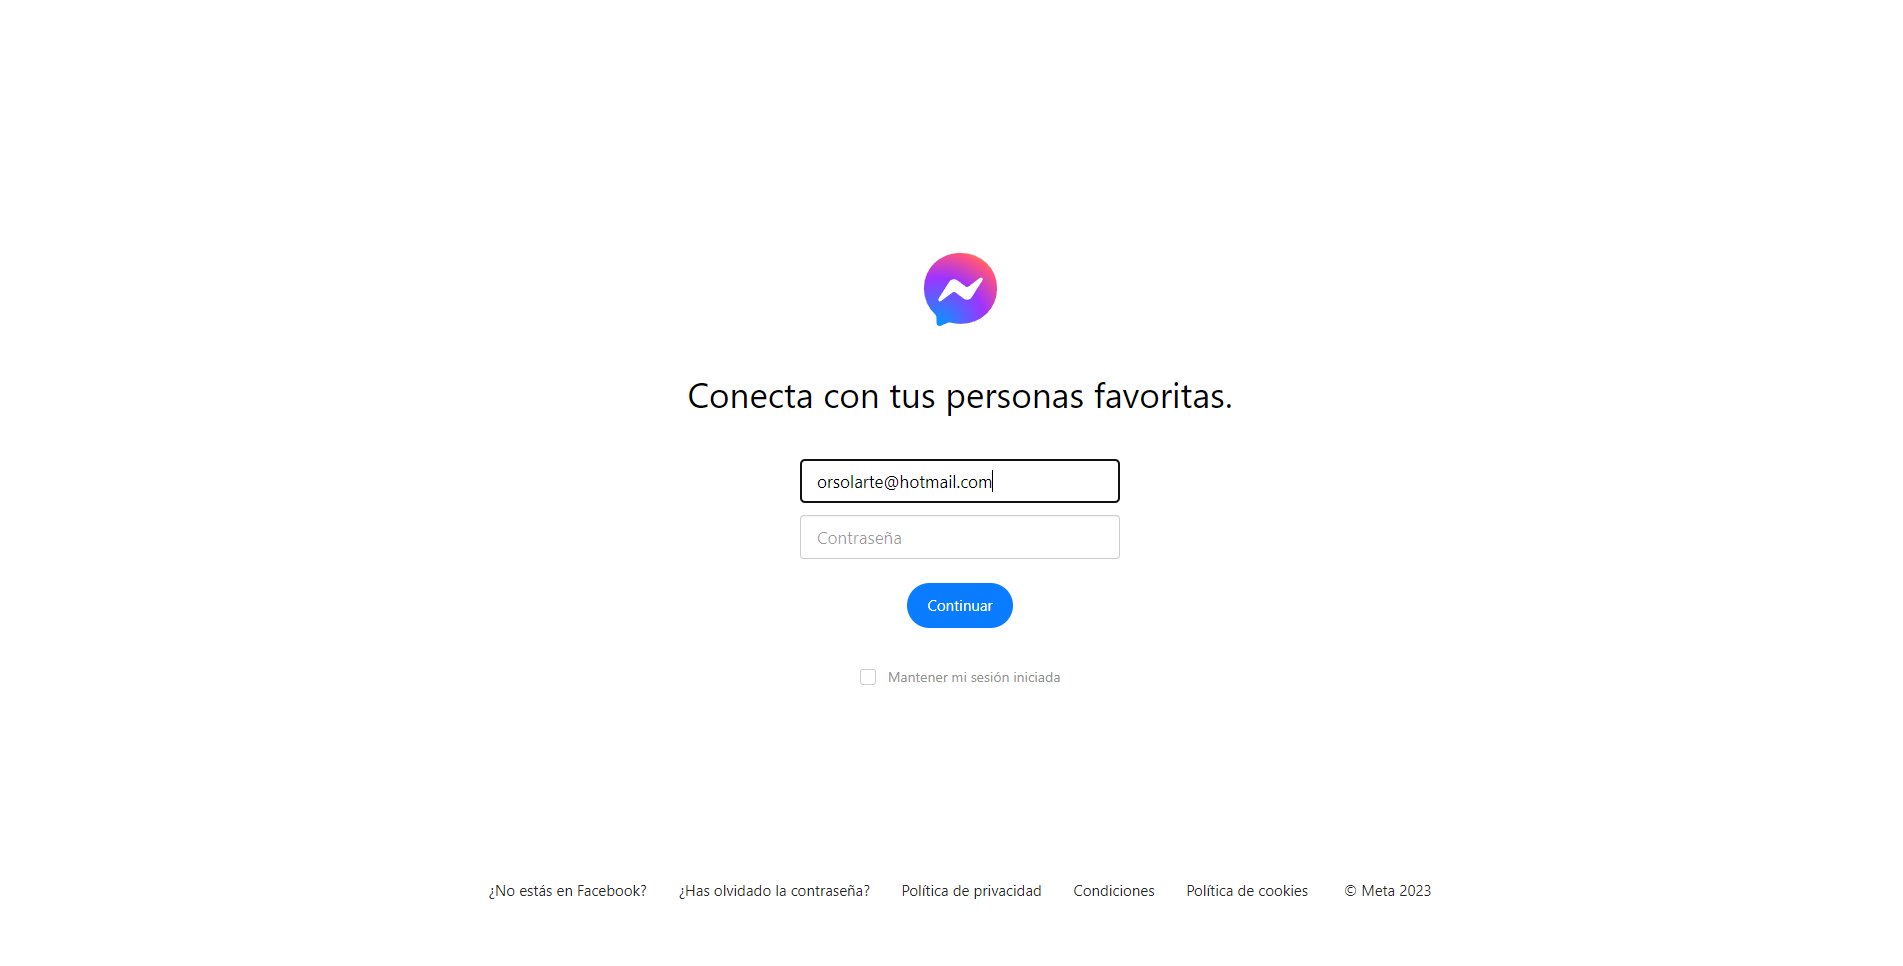 Conecta con tus personas favoritas.
orsolarte@hotmail.com
Contraseña
Continuar
Mantener mi sesión iniciada
¿No estás en Facebook? ¿Has olvidado la contraseña? Política de privacidad Condiciones Política de cookies © Meta 2023